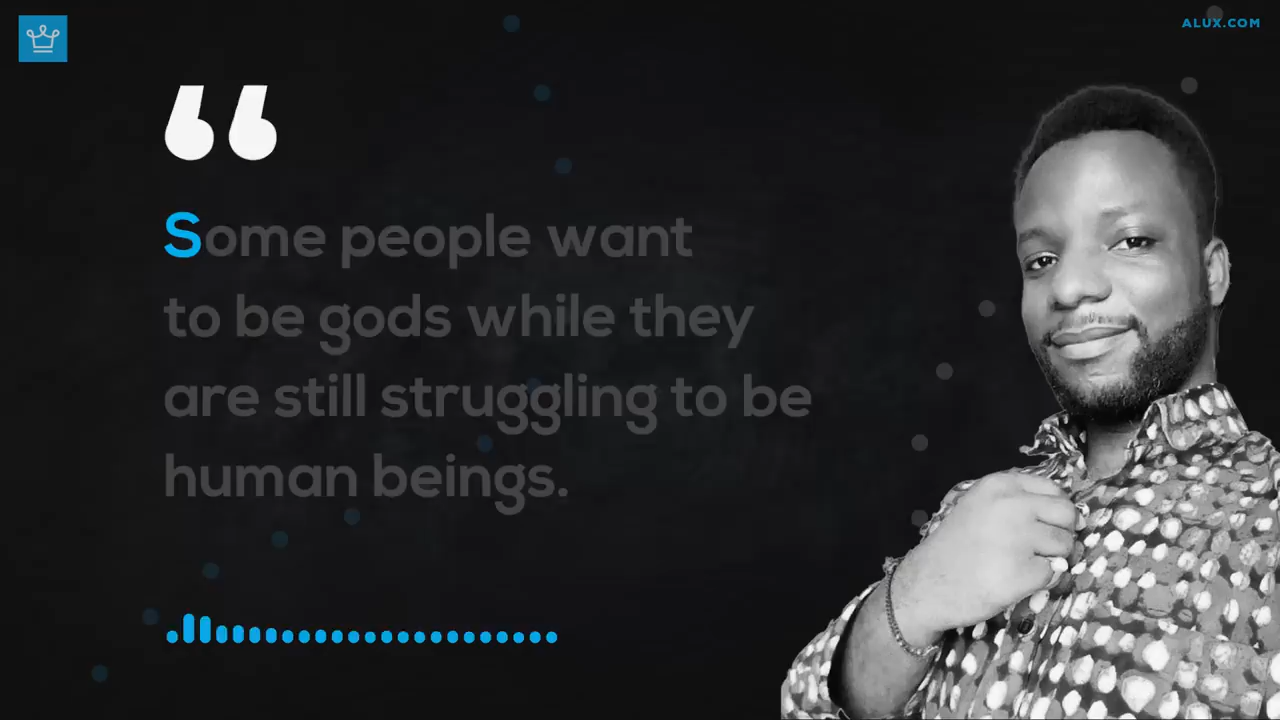 ALUX.COM
“
Some people want
to be gods while they
are still struggling to be
human beings.